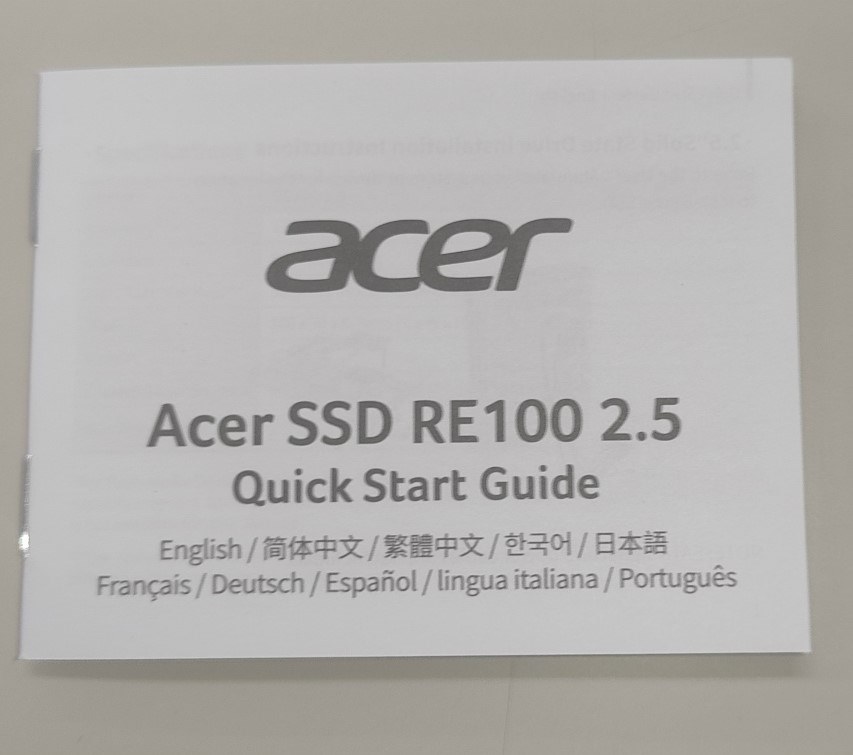 acer
Acer SSD RE100 2.5
Quick Start Guide
English / 简体中文 / 繁體中文 / 한국어 / 日本語
Français / Deutsch / Español / lingua italiana / Português